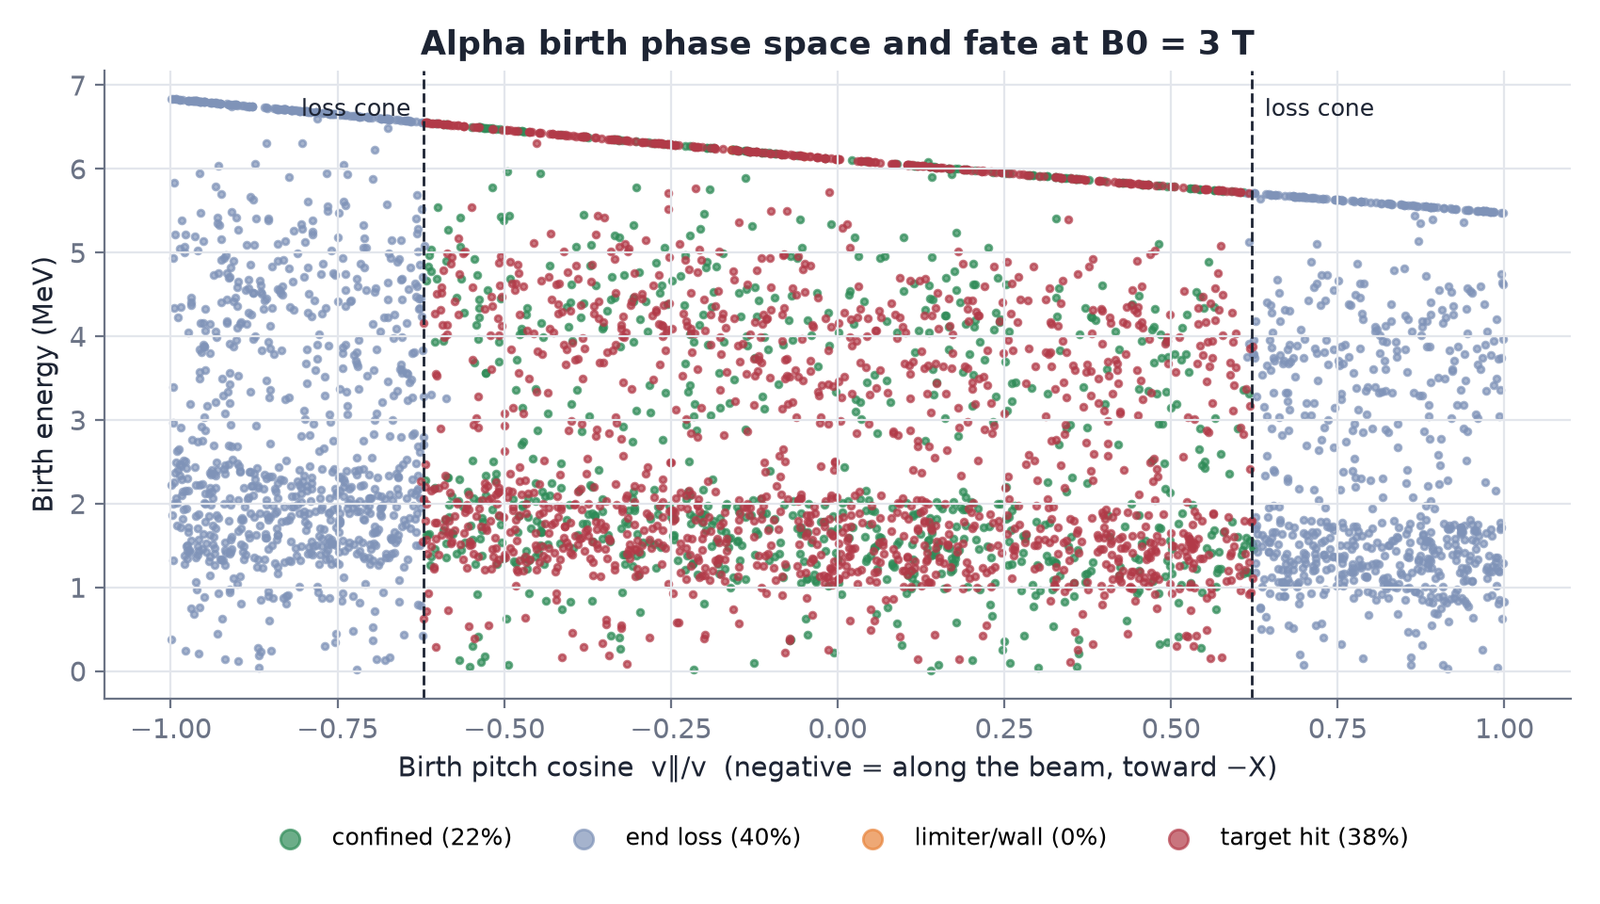 Alpha birth phase space and fate at B0 = 3 T
loss cone
loss cone
7
6
5
4
3
2
1
0
Birth energy (MeV)
−1.00
−0.75
−0.50
−0.25
0.00
0.25
0.50
0.75
1.00
Birth pitch cosine v∥/v (negative = along the beam, toward −X)
confined (22%)
end loss (40%)
limiter/wall (0%)
target hit (38%)